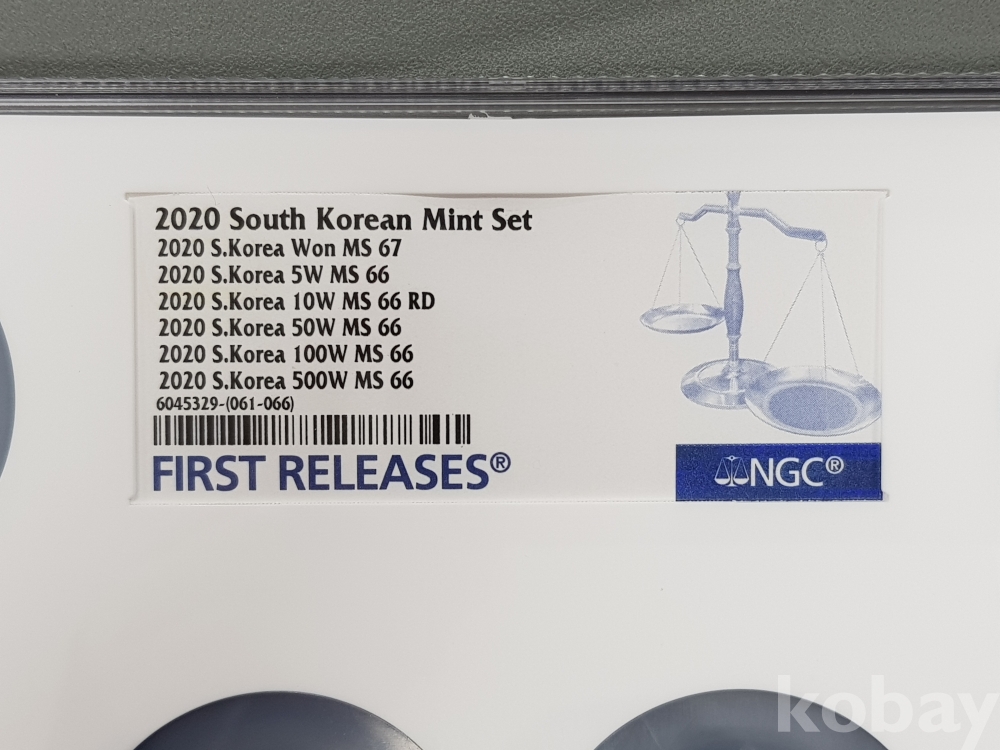 2020 South Korean Mint Set
2020 S.Korea Won MS 67
2020 S.Korea 5W MS 66
2020 S.Korea 10W MS 66 RD
2020 S.Korea 50W MS 66
2020 S.Korea 100W MS 66
2020 S.Korea 500W MS 66
6045329-(061-066)
FIRST RELEASES®
NGC®
kobay